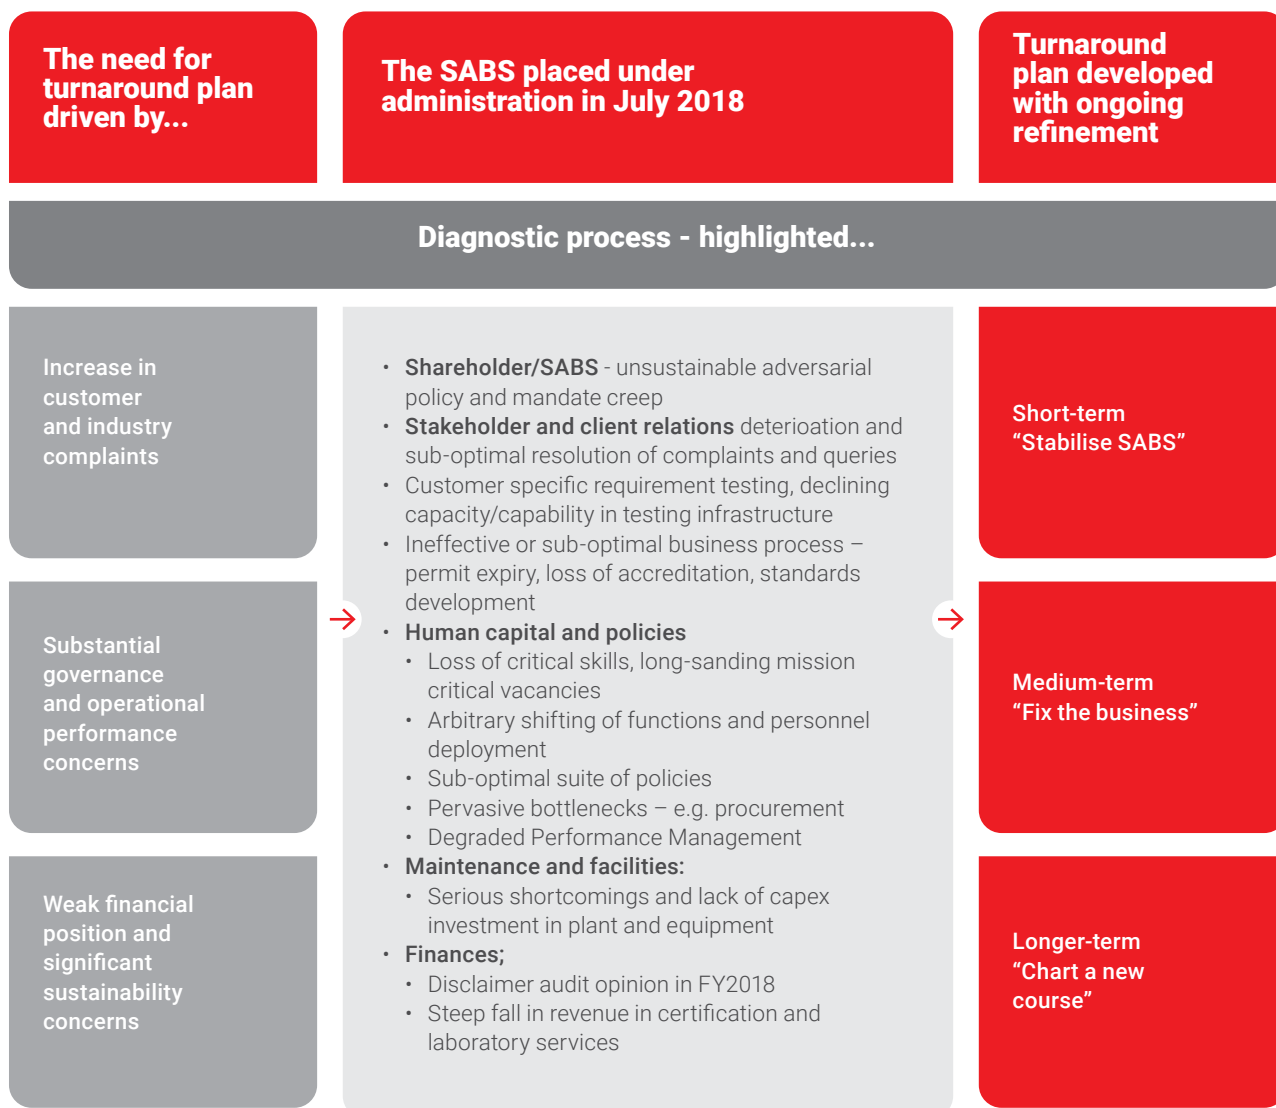 The need for
turnaround plan
driven by...
The SABS placed under
administration in July 2018
Turnaround
plan developed
with ongoing
refinement
Diagnostic process - highlighted...
Increase in
customer
and industry
complaints
Substantial
governance
and operational
performance
concerns
Weak financial
position and
significant
sustainability
concerns
• Shareholder/SABS - unsustainable adversarial
policy and mandate creep
• Stakeholder and client relations deterioation and
sub-optimal resolution of complaints and queries
• Customer specific requirement testing, declining
capacity/capability in testing infrastructure
• Ineffective or sub-optimal business process –
permit expiry, loss of accreditation, standards
development
• Human capital and policies
• Loss of critical skills, long-sanding mission
critical vacancies
• Arbitrary shifting of functions and personnel
deployment
• Sub-optimal suite of policies
• Pervasive bottlenecks – e.g. procurement
• Degraded Performance Management
• Maintenance and facilities:
• Serious shortcomings and lack of capex
investment in plant and equipment
• Finances;
• Disclaimer audit opinion in FY2018
• Steep fall in revenue in certification and
laboratory services
Short-term
“Stabilise SABS”
Medium-term
“Fix the business”
Longer-term
“Chart a new
course”